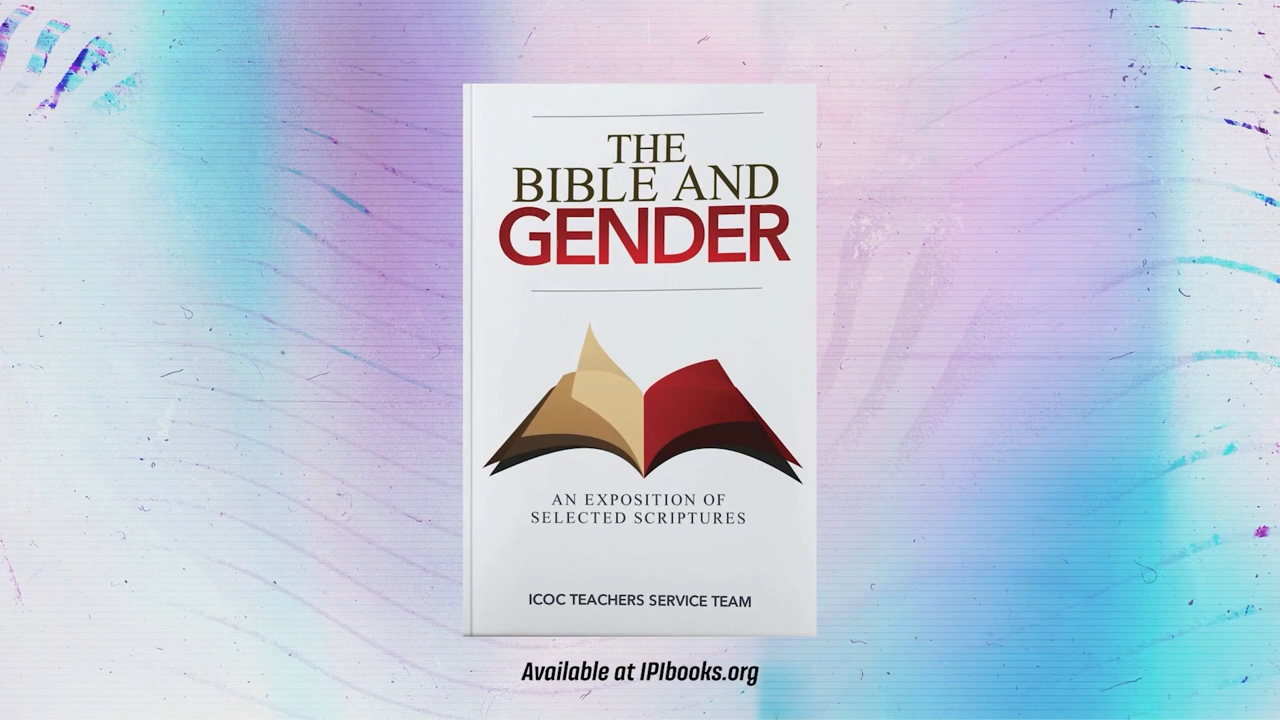 THE
BIBLE AND
GENDER
AN EXPOSITION OF
SELECTED SCRIPTURES
ICOC TEACHERS SERVICE TEAM
Available at IPIbooks.org